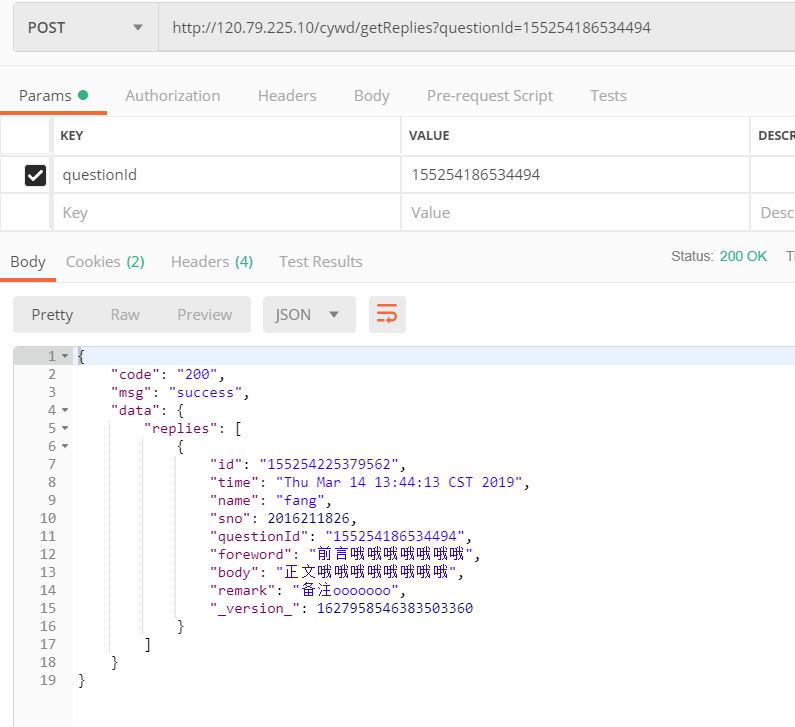 POST http://120.79.225.10/cywd/getReplies?questionId=155254186534494
Params Authorization Headers Body Pre-request Script Tests
KEY VALUE DESCR
questionId 155254186534494
Key Value Desc
Body Cookies (2) Headers (4) Test Results Status: 200 OK
Pretty Raw Preview JSON
1 {
2 "code": "200",
3 "msg": "success",
4 "data": {
5 "replies": [
6 {
7 "id": "155254225379562",
8 "time": "Thu Mar 14 13:44:13 CST 2019",
9 "name": "fang",
10 "sno": 2016211826,
11 "questionId": "155254186534494",
12 "foreword": "前言哦哦哦哦哦哦哦",
13 "body": "正文哦哦哦哦哦哦哦哦",
14 "remark": "备注ooooooo",
15 "_version_": 1627958546383503360
16 }
17 ]
18 }
19 }